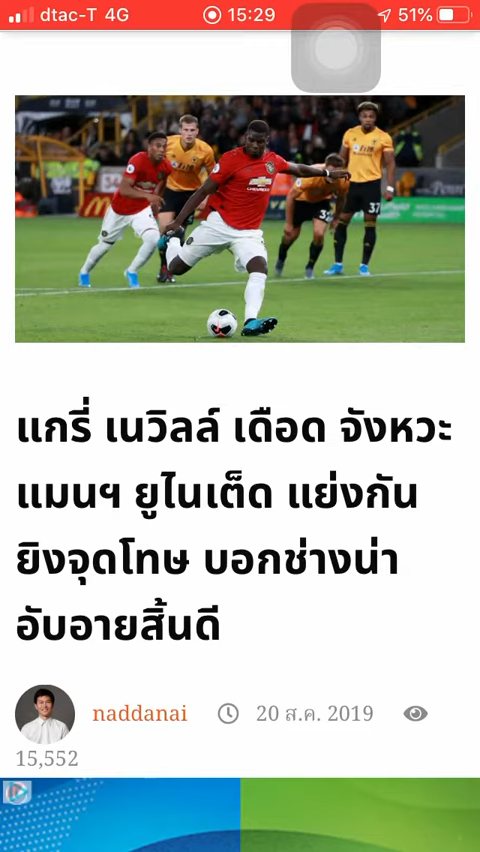 dtac-T 4G 15:29 51%
CHEVROLET
37
แกรี่ เนวิลล์ เดือด จังหวะ
แมนฯ ยูไนเต็ด แย่งกัน
ยิงจุดโทษ บอกช่างน่า
อับอายสิ้นดี
naddanai 20 ส.ค. 2019
15,552